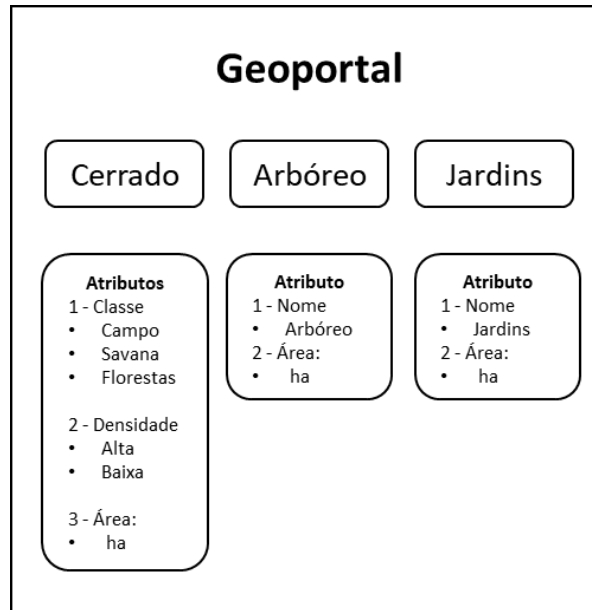 Geoportal
Cerrado
Arbóreo
Jardins
Atributos
1 - Classe
• Campo
• Savana
• Florestas
2 - Densidade
• Alta
• Baixa
3 - Área:
• ha
Atributo
1 - Nome
• Arbóreo
2 - Área:
• ha
Atributo
1 - Nome
• Jardins
2 - Área:
• ha